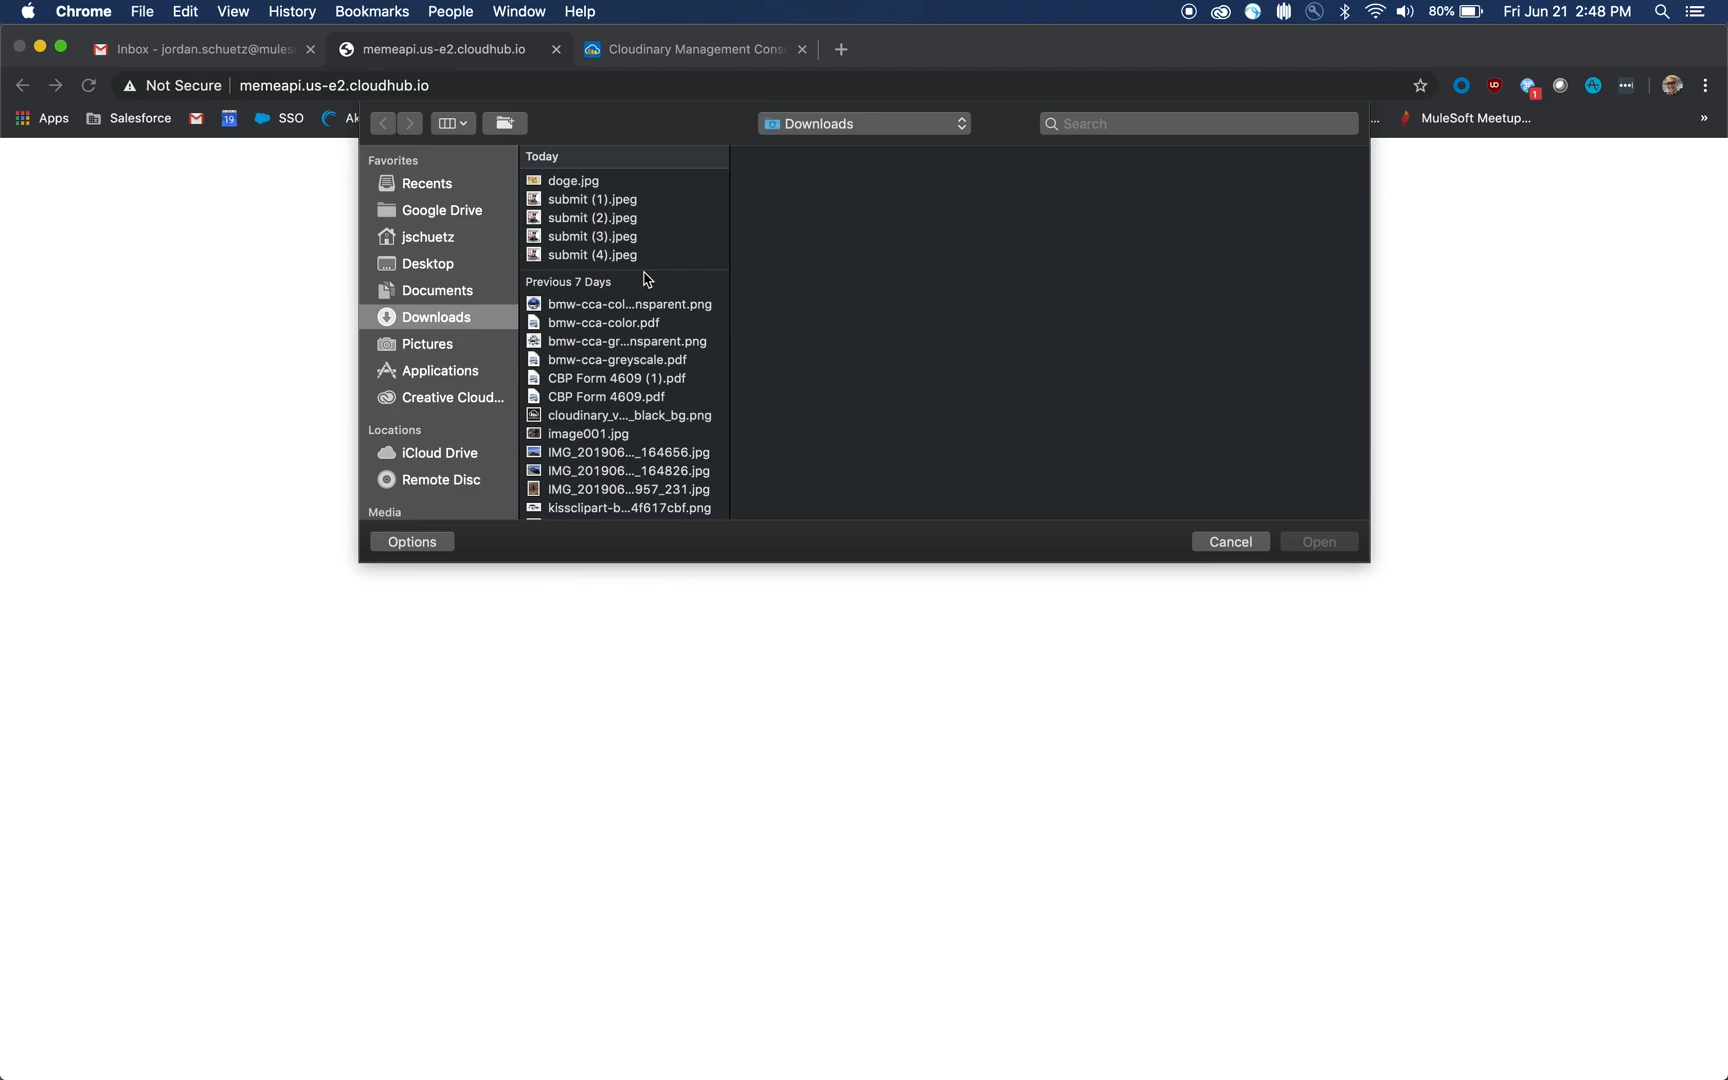 Chrome File Edit View History Bookmarks People Window Help 80% Fri Jun 21 2:48 PM
Inbox - jordan.schuetz@mules memeapi.us-e2.cloudhub.io Cloudinary Management Conso
Not Secure memeapi.us-e2.cloudhub.io 1
Apps Salesforce 19 SSO Ak ... MuleSoft Meetup... »
Downloads
Search
Favorites
Recents
Google Drive
jschuetz
Desktop
Documents
Downloads
Pictures
Applications
Creative Cloud...
Locations
iCloud Drive
Remote Disc
Media
Today
doge.jpg
submit (1).jpeg
submit (2).jpeg
submit (3).jpeg
submit (4).jpeg
Previous 7 Days
bmw-cca-col...nsparent.png
bmw-cca-color.pdf
bmw-cca-gr...nsparent.png
bmw-cca-greyscale.pdf
CBP Form 4609 (1).pdf
CBP Form 4609.pdf
cloudinary_v..._black_bg.png
image001.jpg
IMG_201906..._164656.jpg
IMG_201906..._164826.jpg
IMG_201906...957_231.jpg
kissclipart-b...4f617cbf.png
Options
Cancel
Open